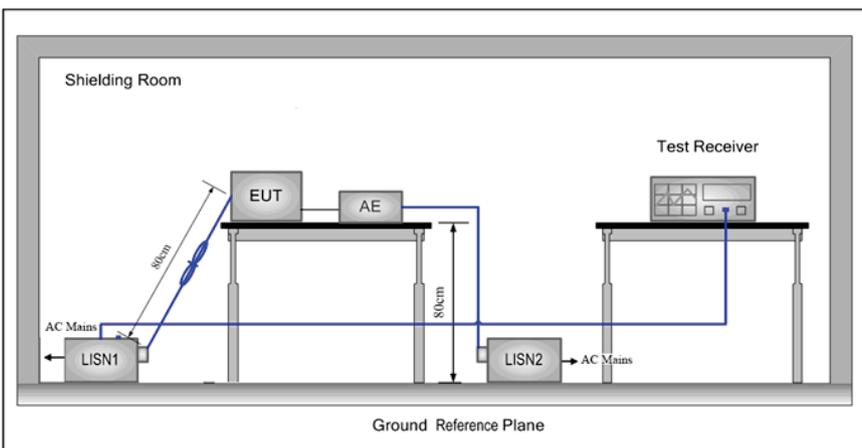 Shielding Room
Test Receiver
EUT
AE
80cm
80cm
AC Mains
LISN1
LISN2
AC Mains
Ground Reference Plane